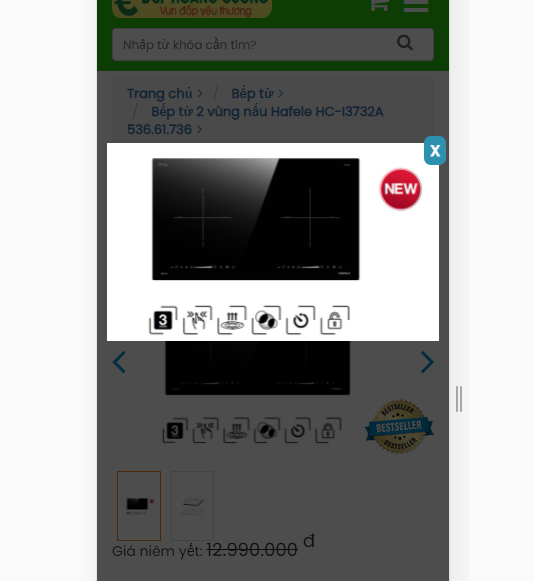 Vun đắp yêu thương
Nhập từ khóa cần tìm?
Trang chủ > / Bếp từ >
/ Bếp từ 2 vùng nấu Hafele HC-I3732A
536.61.736 >
X
NEW
3
3
BESTSELLER
BESTSELLER
BESTSELLER
Giá niêm yết: 12.990.000 đ